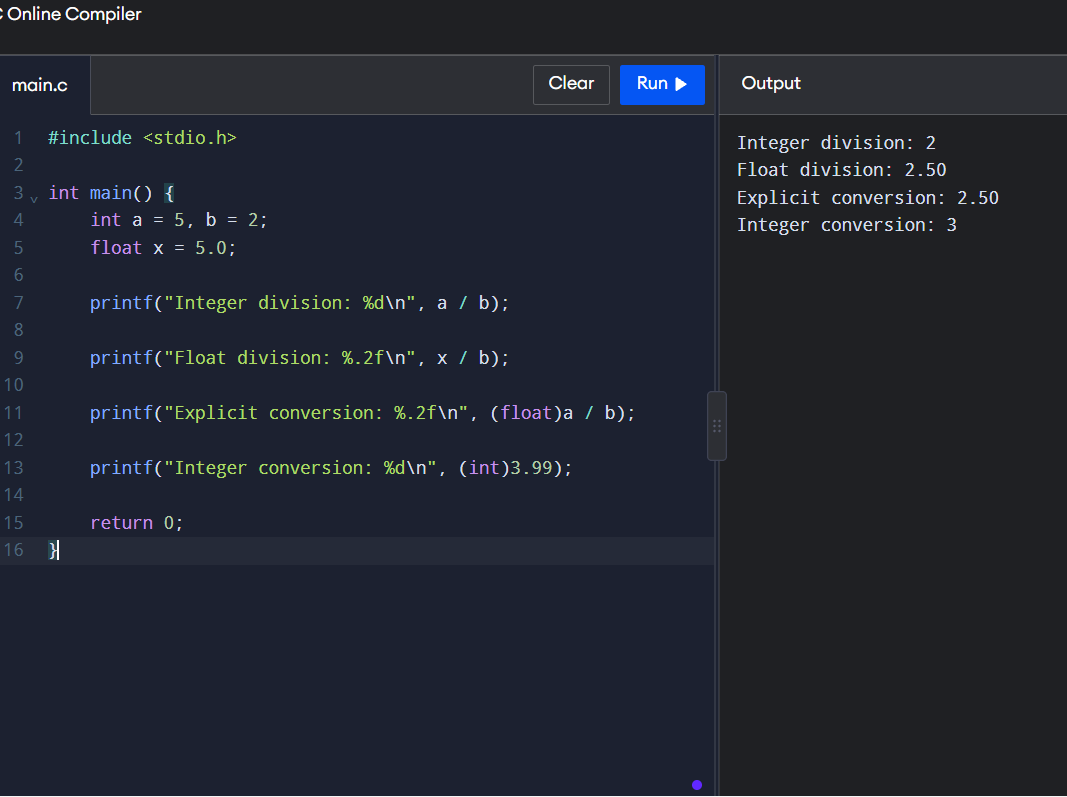 C Online Compiler
main.c
Clear
Run
Output
1 #include <stdio.h>
2
3 int main() {
4     int a = 5, b = 2;
5     float x = 5.0;
6
7     printf("Integer division: %d\n", a / b);
8
9     printf("Float division: %.2f\n", x / b);
10
11     printf("Explicit conversion: %.2f\n", (float)a / b);
12
13     printf("Integer conversion: %d\n", (int)3.99);
14
15     return 0;
16 }
Integer division: 2
Float division: 2.50
Explicit conversion: 2.50
Integer conversion: 3